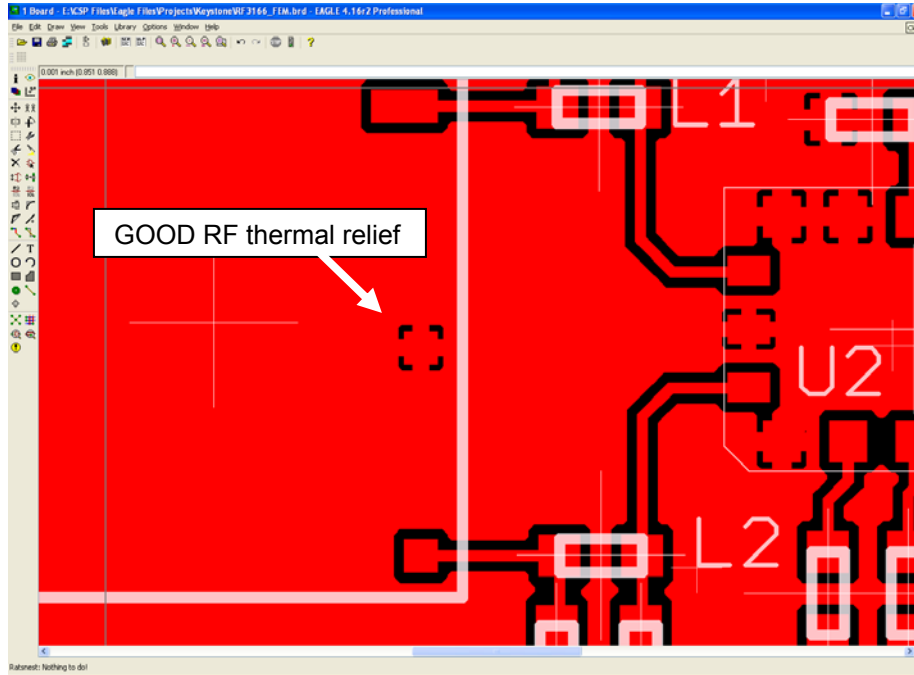 1 Board - E:\CSP Files\Eagle Files\Projects\Keystone\RF3166_FEM.brd - EAGLE 4.16r2 Professional
File Edit Draw View Tools Library Options Window Help
0.001 inch (0.851 0.888)
L1
GOOD RF thermal relief
U2
L2
Ratsnest: Nothing to do!